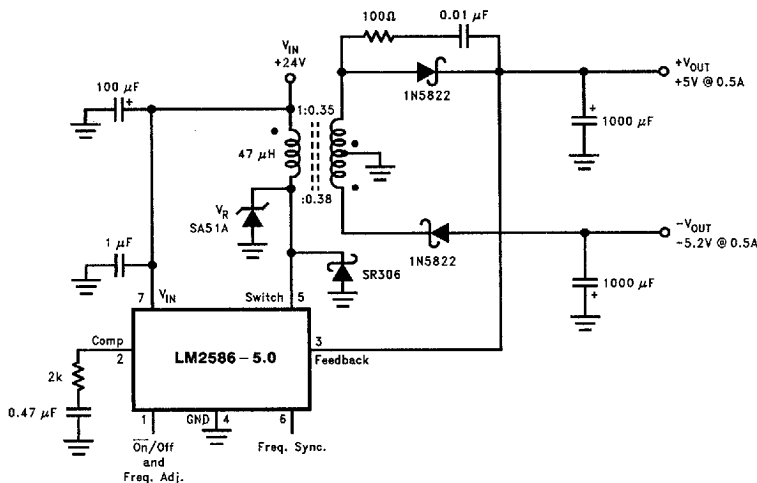 100Ω
0.01 µF
V_IN
+24V
+V_OUT
+5V @ 0.5A
1N5822
100 µF
+
1:0.35
+
1000 µF
47 µH
:0.38
V_R
SA51A
-V_OUT
-5.2V @ 0.5A
1N5822
1 µF
SR306
1000 µF
+
7
V_IN
Switch
5
Comp
2
LM2586-5.0
3
Feedback
2k
0.47 µF
1
GND
4
6
O̅n̅/Off
and
Freq. Adj.
Freq. Sync.